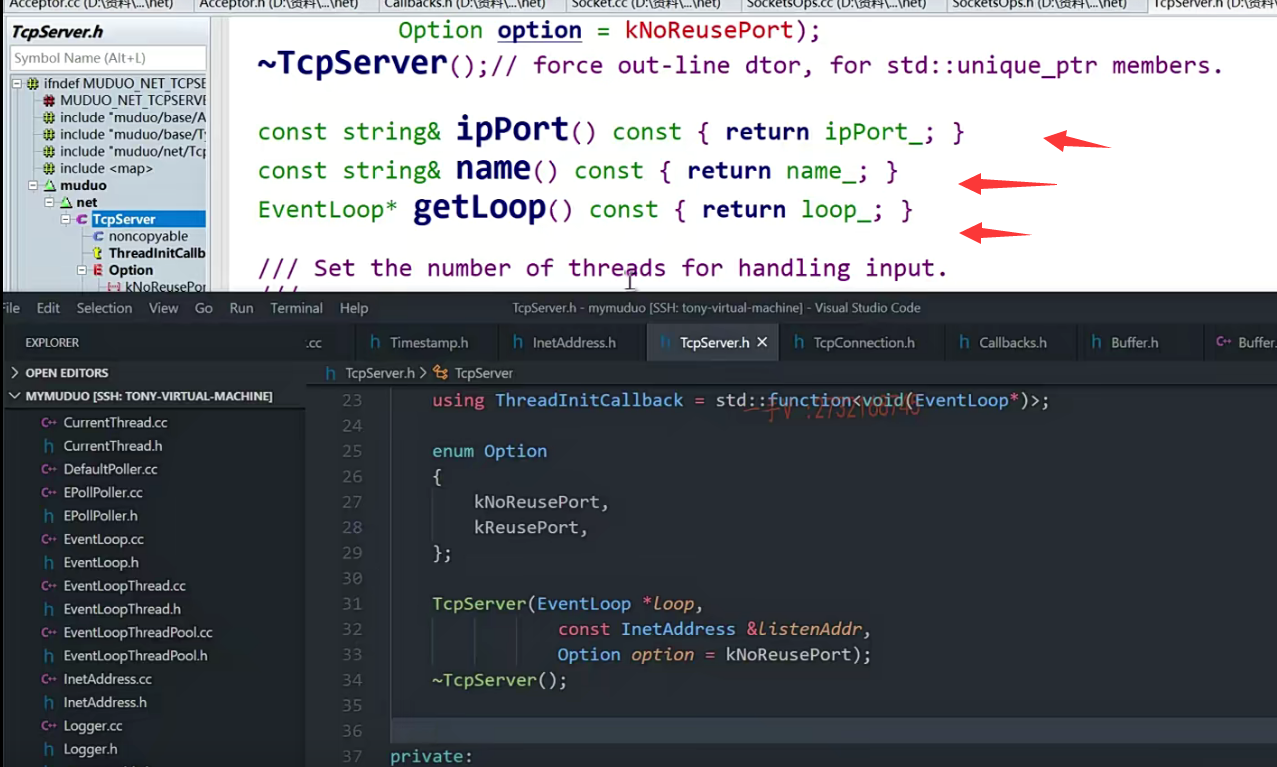 Acceptor.cc (D:\资料\...\net)
Acceptor.h (D:\资料\...\net)
Callbacks.h (D:\资料\...\net)
Socket.cc (D:\资料\...\net)
SocketsOps.cc (D:\资料\...\net)
SocketsOps.h (D:\资料\...\net)
TcpServer.h (D:\资
TcpServer.h
Symbol Name (Alt+L)
ifndef MUDUO_NET_TCPSE
MUDUO_NET_TCPSERVE
include "muduo/base/A
include "muduo/base/Ty
include "muduo/net/Tcp
include <map>
muduo
net
TcpServer
noncopyable
ThreadInitCallb
Option
kNoReusePor
Option option = kNoReusePort);
~TcpServer();// force out-line dtor, for std::unique_ptr members.
const string& ipPort() const { return ipPort_; }
const string& name() const { return name_; }
EventLoop* getLoop() const { return loop_; }
/// Set the number of threads for handling input.
///
File Edit Selection View Go Run Terminal Help
TcpServer.h - mymuduo [SSH: tony-virtual-machine] - Visual Studio Code
EXPLORER
.cc
Timestamp.h
InetAddress.h
TcpServer.h
TcpConnection.h
Callbacks.h
Buffer.h
Buffer.
OPEN EDITORS
MYMUDUO [SSH: TONY-VIRTUAL-MACHINE]
CurrentThread.cc
CurrentThread.h
DefaultPoller.cc
EPollPoller.cc
EPollPoller.h
EventLoop.cc
EventLoop.h
EventLoopThread.cc
EventLoopThread.h
EventLoopThreadPool.cc
EventLoopThreadPool.h
InetAddress.cc
InetAddress.h
Logger.cc
Logger.h
TcpServer.h > TcpServer
23 using ThreadInitCallback = std::function<void(EventLoop*)>;
24
25 enum Option
26 {
27 kNoReusePort,
28 kReusePort,
29 };
30
31 TcpServer(EventLoop *loop,
32 const InetAddress &listenAddr,
33 Option option = kNoReusePort);
34 ~TcpServer();
35
36
37 private: